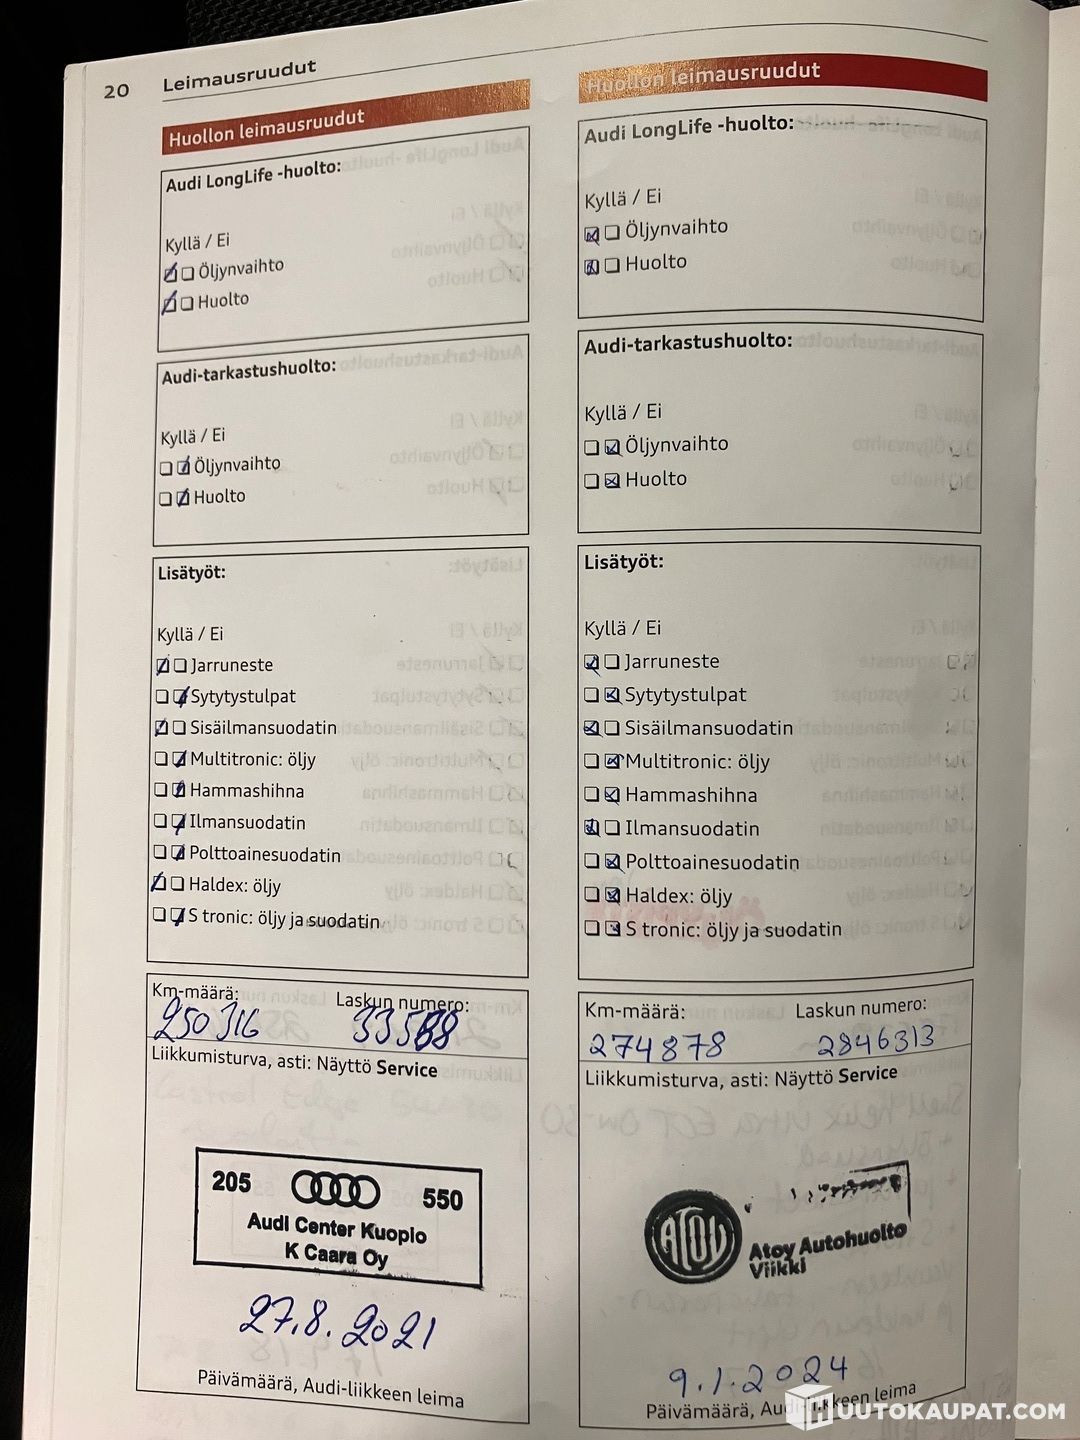 20
Leimausruudut
Huollon leimausruudut
Audi LongLife -huolto:
Kyllä / Ei
Öljynvaihto
Huolto
Audi-tarkastushuolto:
Kyllä / Ei
Öljynvaihto
Huolto
Lisätyöt:
Kyllä / Ei
Jarruneste
Sytytystulpat
Sisäilmansuodatin
Multitronic: öljy
Hammashihna
Ilmansuodatin
Polttoainesuodatin
Haldex: öljy
S tronic: öljy ja suodatin
Km-määrä: Laskun numero:
250316
Liikkumisturva, asti: Näyttö Service
205 550
Audi Center Kuopio
K Caara Oy
27.8.2021
Päivämäärä, Audi-liikkeen leima
Huollon leimausruudut
Audi LongLife -huolto:
Kyllä / Ei
Öljynvaihto
Huolto
Audi-tarkastushuolto:
Kyllä / Ei
Öljynvaihto
Huolto
Lisätyöt:
Kyllä / Ei
Jarruneste
Sytytystulpat
Sisäilmansuodatin
Multitronic: öljy
Hammashihna
Ilmansuodatin
Polttoainesuodatin
Haldex: öljy
S tronic: öljy ja suodatin
Km-määrä: Laskun numero:
274878 2846313
Liikkumisturva, asti: Näyttö Service
ATOY
Atoy Autohuolto
Viikki
9.1.2024
Päivämäärä, Audi-liikkeen leima
HUUTOKAUPAT.COM